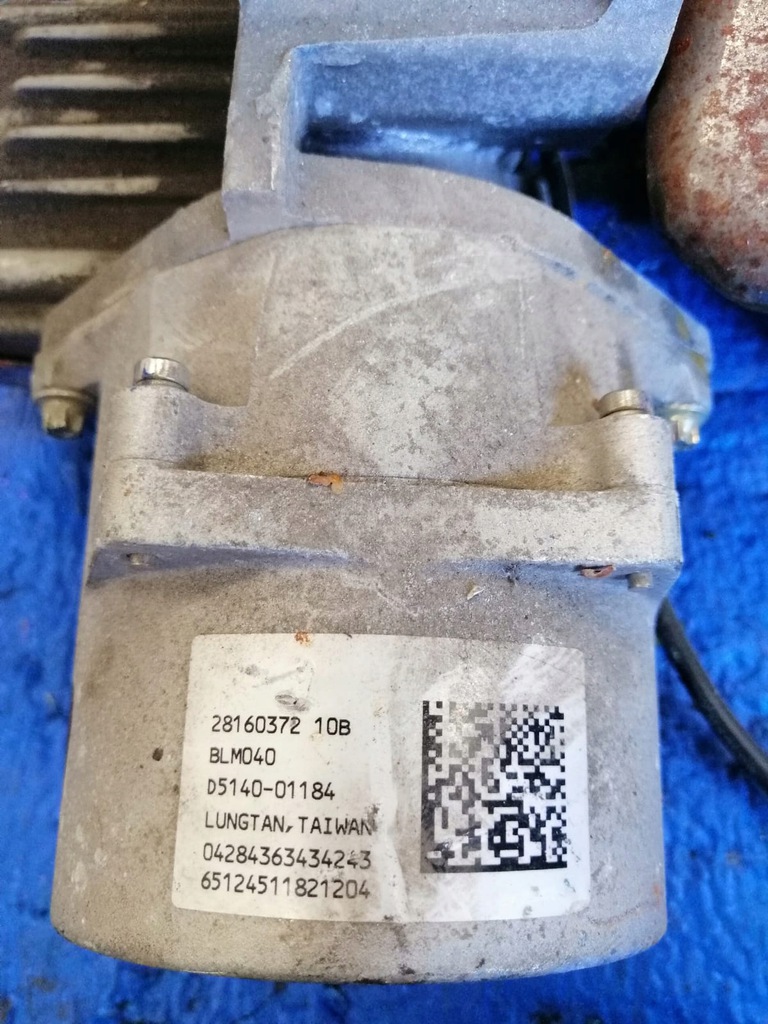 28160372 10B
BLM040
D5140-01184
LUNGTAN,TAIWAN
04284363434243
65124511821204